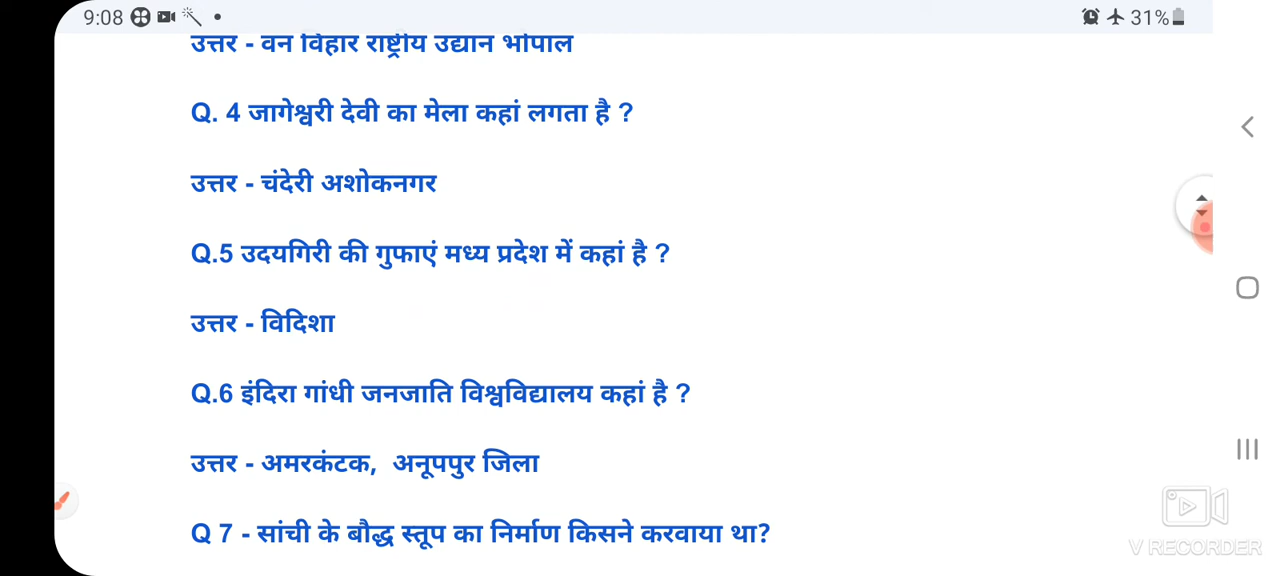 9:08
31%
उत्तर - वन विहार राष्ट्रीय उद्यान भोपाल
Q. 4 जागेश्वरी देवी का मेला कहां लगता है ?
उत्तर - चंदेरी अशोकनगर
Q.5 उदयगिरी की गुफाएं मध्य प्रदेश में कहां है ?
उत्तर - विदिशा
Q.6 इंदिरा गांधी जनजाति विश्वविद्यालय कहां है ?
उत्तर - अमरकंटक, अनूपपुर जिला
Q 7 - सांची के बौद्ध स्तूप का निर्माण किसने करवाया था?
V RECORDER